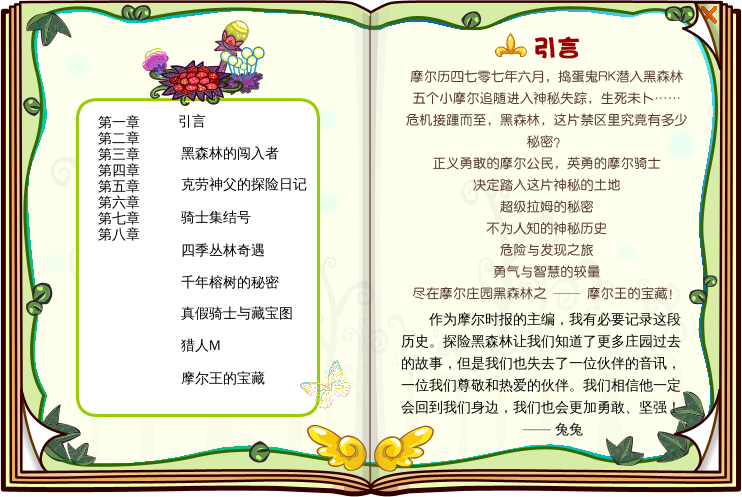 引言
第一章
第二章
第三章
第四章
第五章
第六章
第七章
第八章
黑森林的闯入者
克劳神父的探险日记
骑士集结号
四季丛林奇遇
千年榕树的秘密
真假骑士与藏宝图
猎人M
摩尔王的宝藏
引言
摩尔历四七零七年六月，捣蛋鬼RK潜入黑森林
五个小摩尔追随进入神秘失踪，生死未卜……
危机接踵而至，黑森林，这片禁区里究竟有多少
秘密？
正义勇敢的摩尔公民，英勇的摩尔骑士
决定踏入这片神秘的土地
超级拉姆的秘密
不为人知的神秘历史
危险与发现之旅
勇气与智慧的较量
尽在摩尔庄园黑森林之 —— 摩尔王的宝藏！
作为摩尔时报的主编，我有必要记录这段
历史。探险黑森林让我们知道了更多庄园过去
的故事，但是我们也失去了一位伙伴的音讯，
一位我们尊敬和热爱的伙伴。我们相信他一定
会回到我们身边，我们也会更加勇敢、坚强！
—— 兔兔